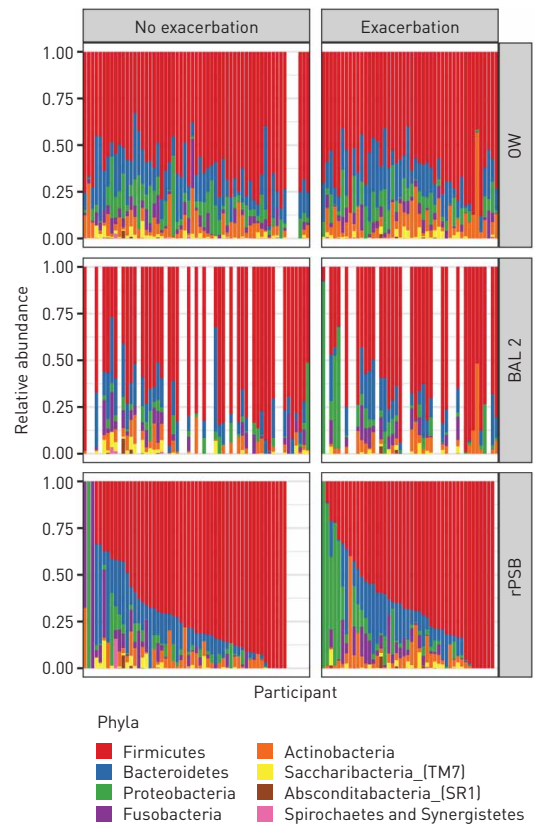 No exacerbation Exacerbation
1.00
0.75
0.50
0.25
0.00
OW
1.00
0.75
0.50
0.25
0.00
BAL 2
Relative abundance
1.00
0.75
0.50
0.25
0.00
rPSB
Participant
Phyla
Firmicutes Actinobacteria
Bacteroidetes Saccharibacteria_(TM7)
Proteobacteria Absconditabacteria_(SR1)
Fusobacteria Spirochaetes and Synergistetes